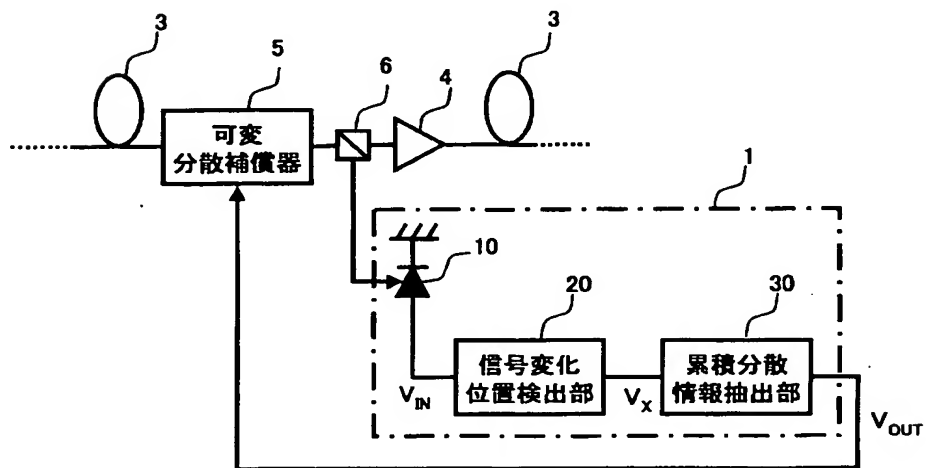 3
5
6
4
3
可変
分散補償器
1
10
20
30
信号変化
位置検出部
累積分散
情報抽出部
V_IN
V_X
V_OUT